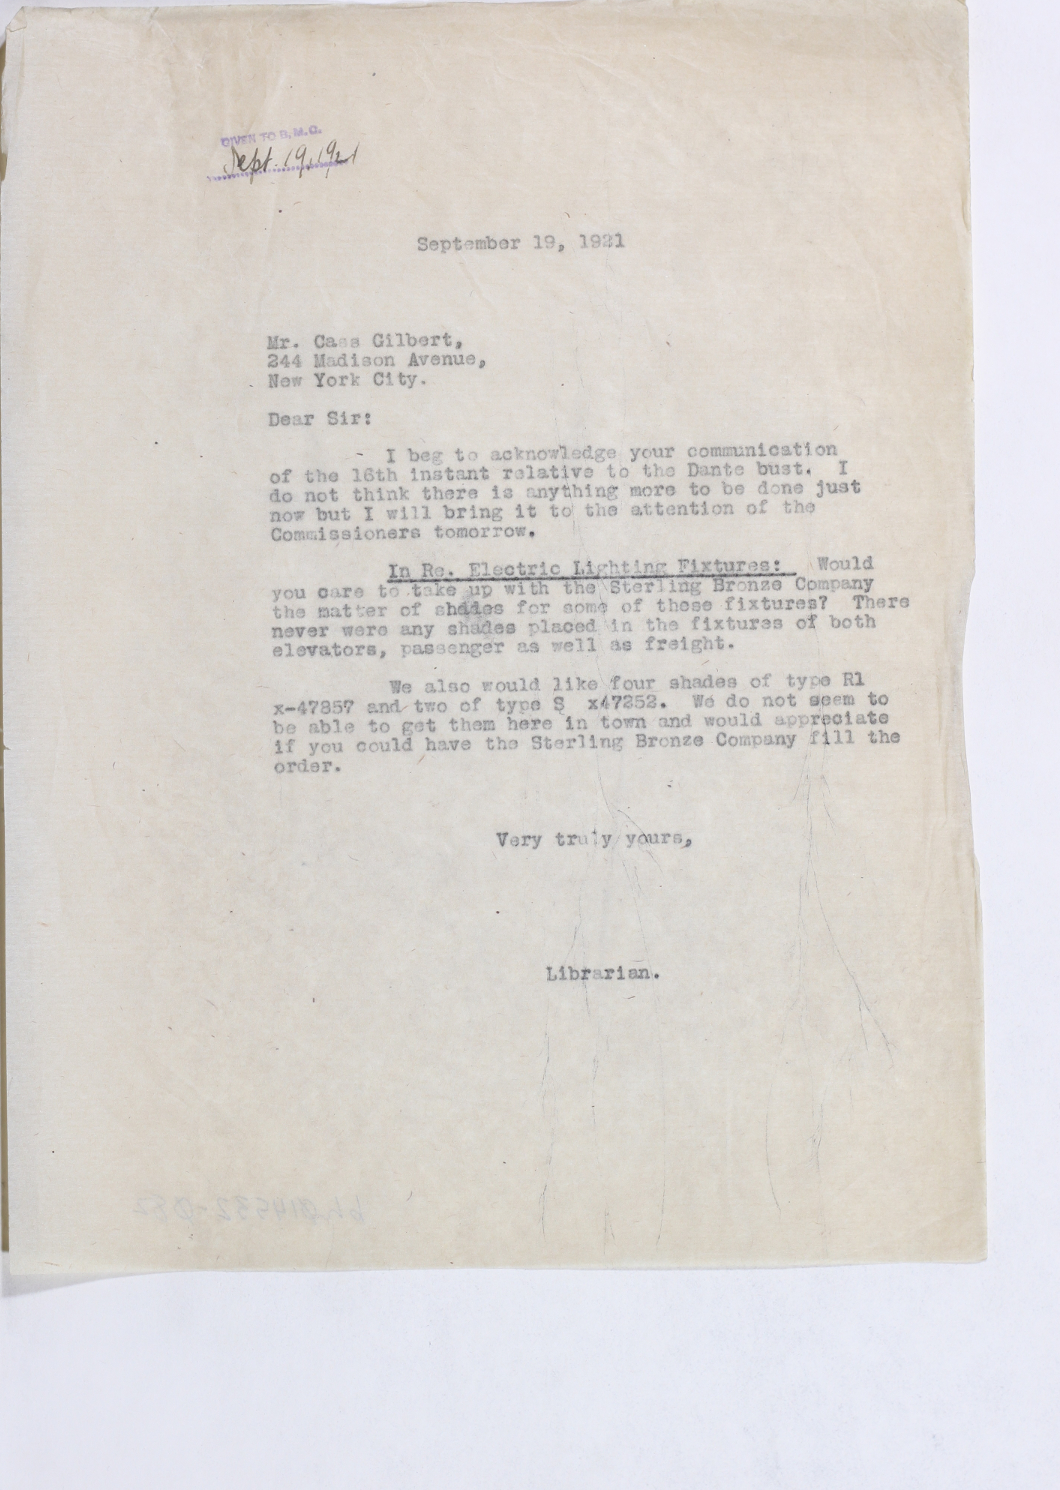 GIVEN TO B.M.C.
Sept. 19, 1921
September 19, 1921
Mr. Cass Gilbert,
244 Madison Avenue,
New York City.
Dear Sir:
I beg to acknowledge your communication
of the 16th instant relative to the Dante bust. I
do not think there is anything more to be done just
now but I will bring it to the attention of the
Commissioners tomorrow.
In Re. Electric Lighting Fixtures: Would
you care to take up with the Sterling Bronze Company
the matter of shades for some of these fixtures? There
never were any shades placed in the fixtures of both
elevators, passenger as well as freight.
We also would like four shades of type R1
x-47857 and two of type S x47252. We do not seem to
be able to get them here in town and would appreciate
if you could have the Sterling Bronze Company fill the
order.
Very truly yours,
Librarian.